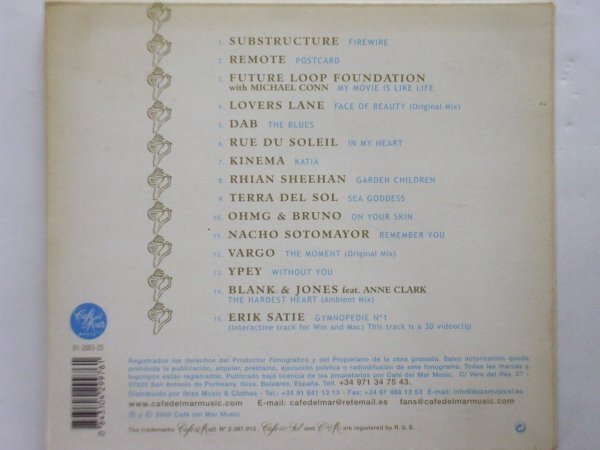 1. SUBSTRUCTURE FIREWIRE
2. REMOTE POSTCARD
3. FUTURE LOOP FOUNDATION
with MICHAEL CONN MY MOVIE IS LIKE LIFE
4. LOVERS LANE FACE OF BEAUTY (Original Mix)
5. DAB THE BLUES
6. RUE DU SOLEIL IN MY HEART
7. KINEMA KATIA
8. RHIAN SHEEHAN GARDEN CHILDREN
9. TERRA DEL SOL SEA GODDESS
10. OHMG & BRUNO ON YOUR SKIN
11. NACHO SOTOMAYOR REMEMBER YOU
12. VARGO THE MOMENT (Original Mix)
13. YPEY WITHOUT YOU
14. BLANK & JONES feat. ANNE CLARK
THE HARDEST HEART (Ambient Mix)
15. ERIK SATIE GYMNOPEDIE Nº1
(Interactive track for Win and Mac) This track is a 3D videoclip
Café del Mar
MUSIC
Registrados los derechos del Productor Fonográfico y del Propietario de la obra grabada. Salvo autorización queda
prohibida la reproducción, alquiler, préstamo, ejecución pública o radiodifusión de este fonograma. Todas las marcas y
logotipos están registrados. Publicado bajo licencia de los propietarios por Café del Mar Music, C/ Vara del Rey, 27 -
07820 San Antonio de Portmany, Ibiza, Baleares, España. Telf. +34 971 34 75 43.
Distribuido por Ibiza Music & Clothes - Tel.: +34 91 641 13 13 - Fax: +34 91 486 13 93 - E-mail: info@ibizamusicsl.es
www.cafedelmarmusic.com E-mail: cafedelmar@retemail.es fans@cafedelmarmusic.com
℗ y © 2003 Café del Mar Music
The trademarks Café del Mar Nº 2.387.912, Café del Sol and CdM are registered by R. G. B.
0 843104 299761